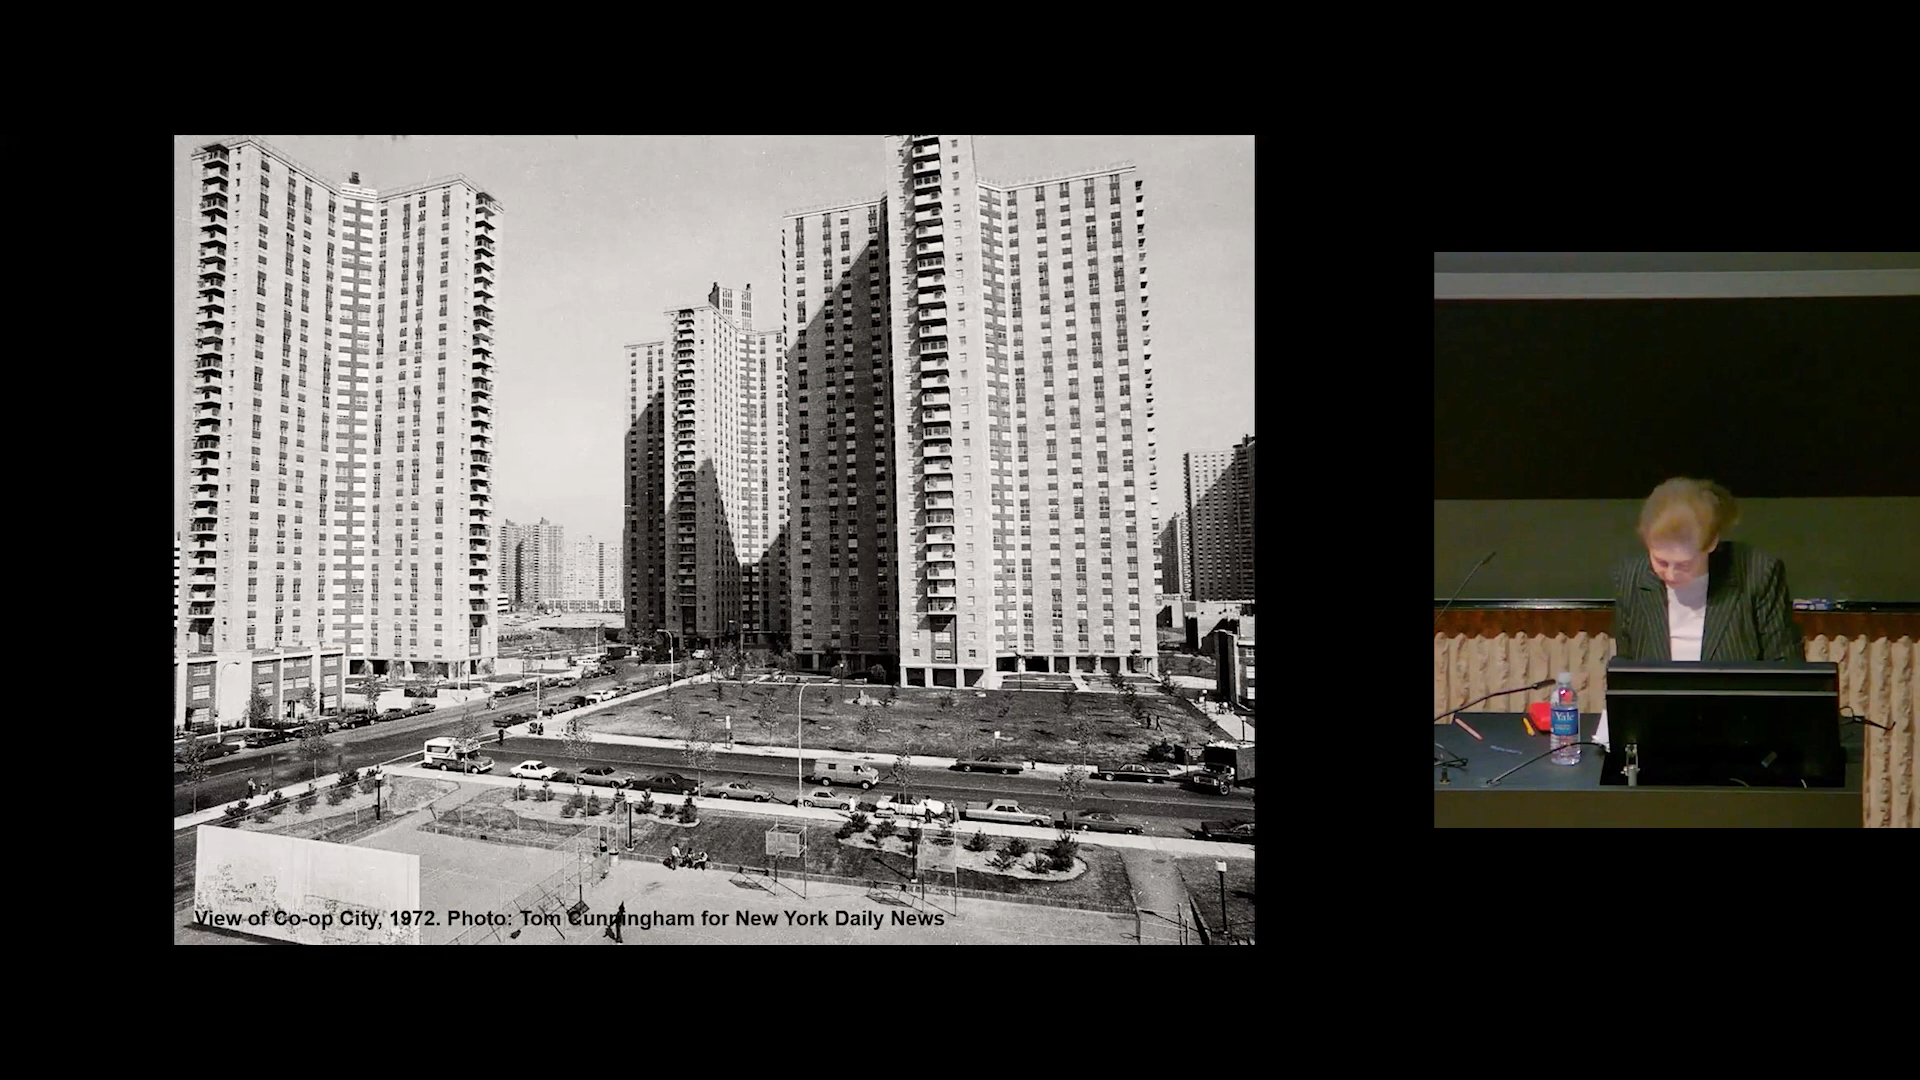 View of Co-op City, 1972. Photo: Tom Cunningham for New York Daily News
Yale